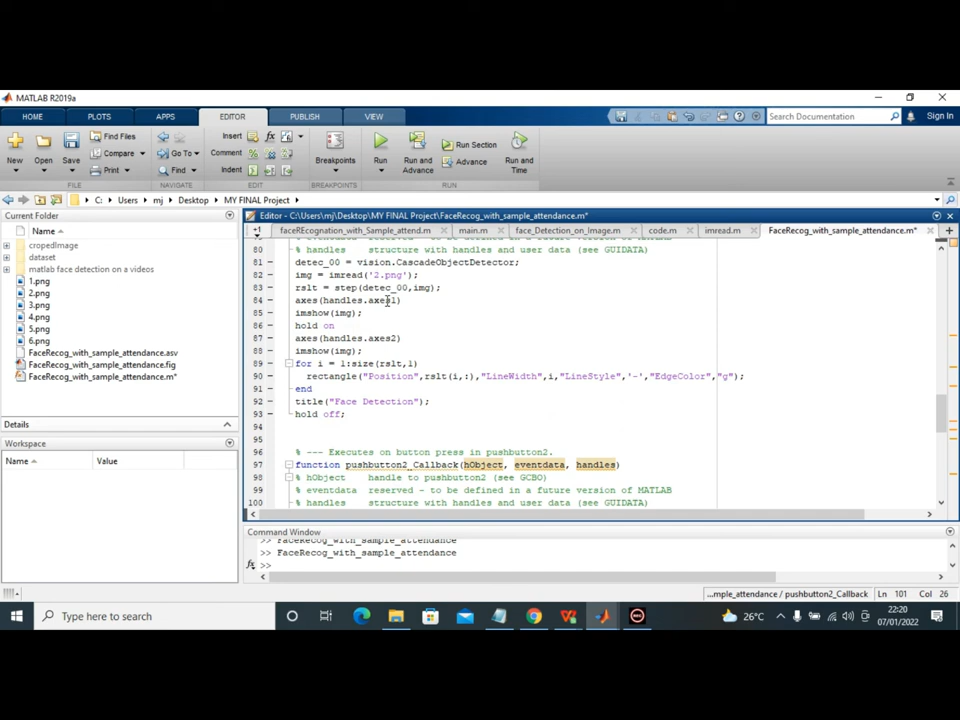 MATLAB R2019a
HOME PLOTS APPS EDITOR PUBLISH VIEW Search Documentation Sign In
New Open Save Find Files Compare Print Go To Find Insert Comment Indent Breakpoints Run Run and Advance Run Section Advance Run and Time
FILE NAVIGATE EDIT BREAKPOINTS RUN
C: Users mj Desktop MY FINAL Project
Current Folder
Editor - C:\Users\mj\Desktop\MY FINAL Project\FaceRecog_with_sample_attendance.m*
+1 faceREcognation_with_Sample_attend.m main.m face_Detection_on_Image.m code.m imread.m FaceRecog_with_sample_attendance.m*
Name
cropedImage
dataset
matlab face detection on a videos
1.png
2.png
3.png
4.png
5.png
6.png
FaceRecog_with_sample_attendance.asv
FaceRecog_with_sample_attendance.fig
FaceRecog_with_sample_attendance.m*
Details
Workspace
Name Value
% eventdata reserved - to be defined in a future version of MATLAB
80 % handles structure with handles and user data (see GUIDATA)
81 detec_00 = vision.CascadeObjectDetector;
82 img = imread('2.png');
83 rslt = step(detec_00,img);
84 axes(handles.axes1)
85 imshow(img);
86 hold on
87 axes(handles.axes2)
88 imshow(img);
89 for i = 1:size(rslt,1)
90 rectangle("Position",rslt(i,:),"LineWidth",i,"LineStyle",'-',"EdgeColor","g");
91 end
92 title("Face Detection");
93 hold off;
94
95
96 % --- Executes on button press in pushbutton2.
97 function pushbutton2_Callback(hObject, eventdata, handles)
98 % hObject handle to pushbutton2 (see GCBO)
99 % eventdata reserved - to be defined in a future version of MATLAB
100 % handles structure with handles and user data (see GUIDATA)
Command Window
>> FaceRecog_with_sample_attendance
>> FaceRecog_with_sample_attendance
fx >>
...mple_attendance / pushbutton2_Callback Ln 101 Col 26
Type here to search
26°C
22:20
07/01/2022